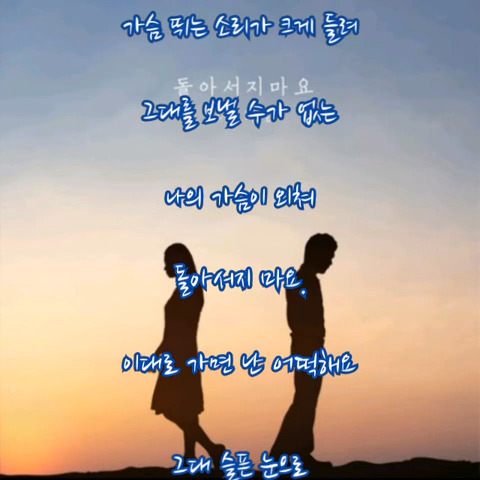 가슴 뛰는 소리가 크게 들려
돌아서지마요
그대를 보낼 수가 없는
나의 가슴이 외쳐
돌아서지 마요.
이대로 가면 난 어떡해요
그대 슬픈 눈으로